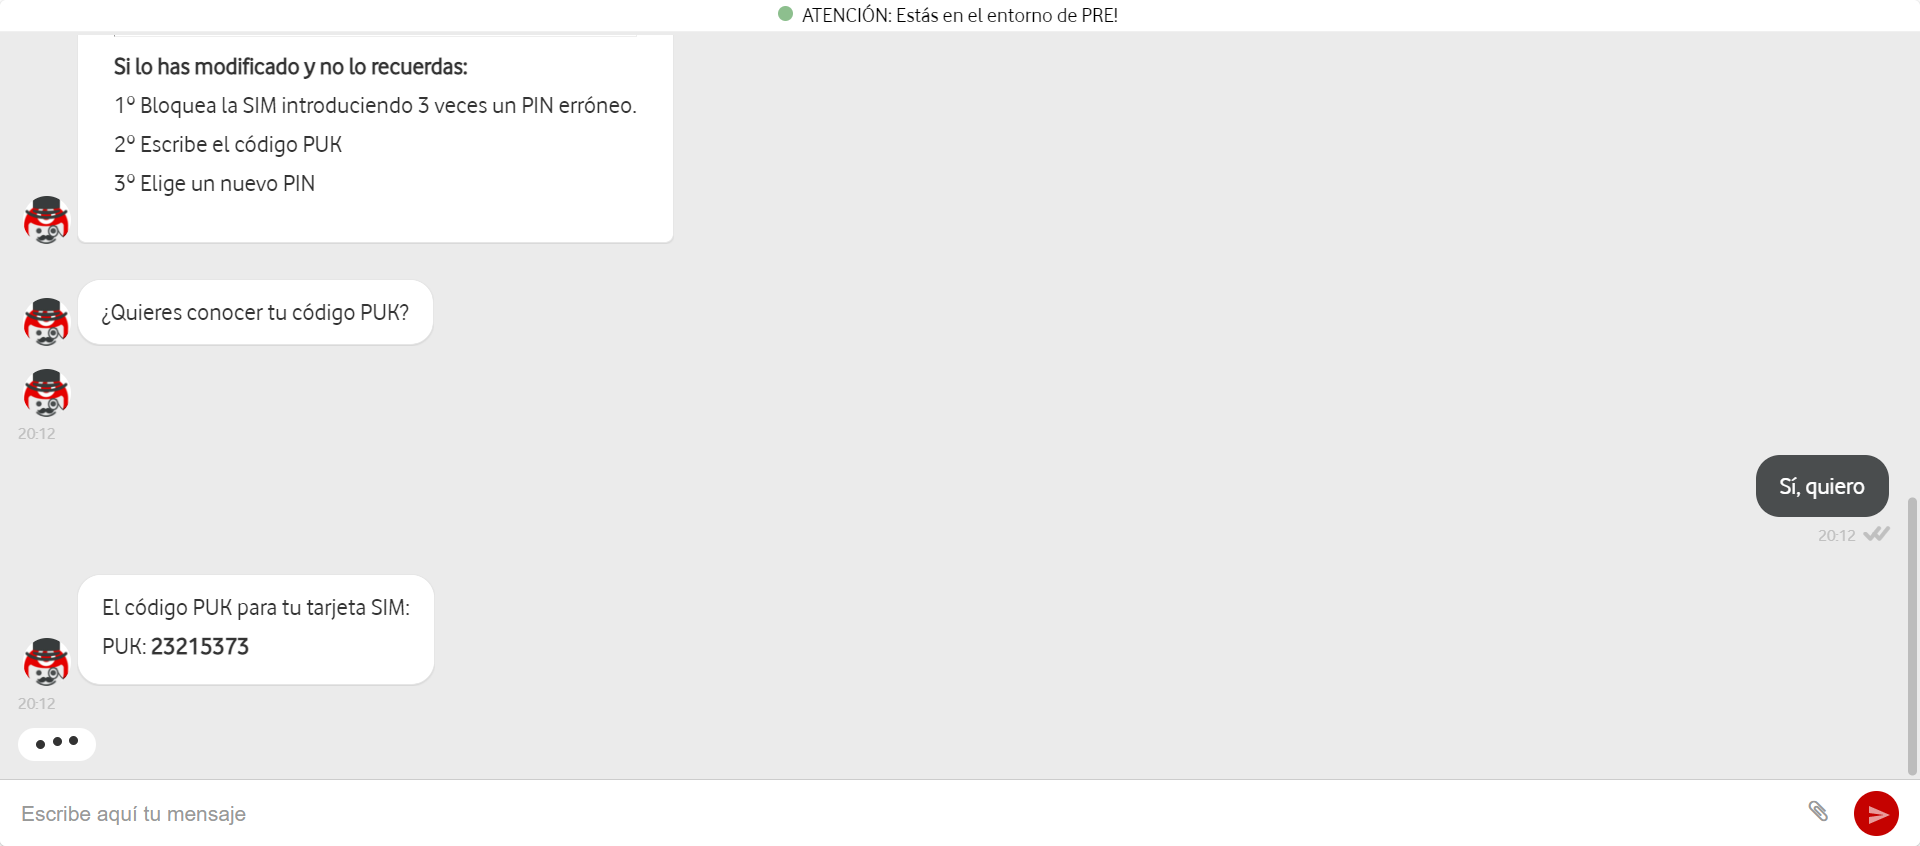 ATENCIÓN: Estás en el entorno de PRE!
Si lo has modificado y no lo recuerdas:
1º Bloquea la SIM introduciendo 3 veces un PIN erróneo.
2º Escribe el código PUK
3º Elige un nuevo PIN
¿Quieres conocer tu código PUK?
20:12
Sí, quiero
20:12
El código PUK para tu tarjeta SIM:
PUK: 23215373
20:12
Escribe aquí tu mensaje